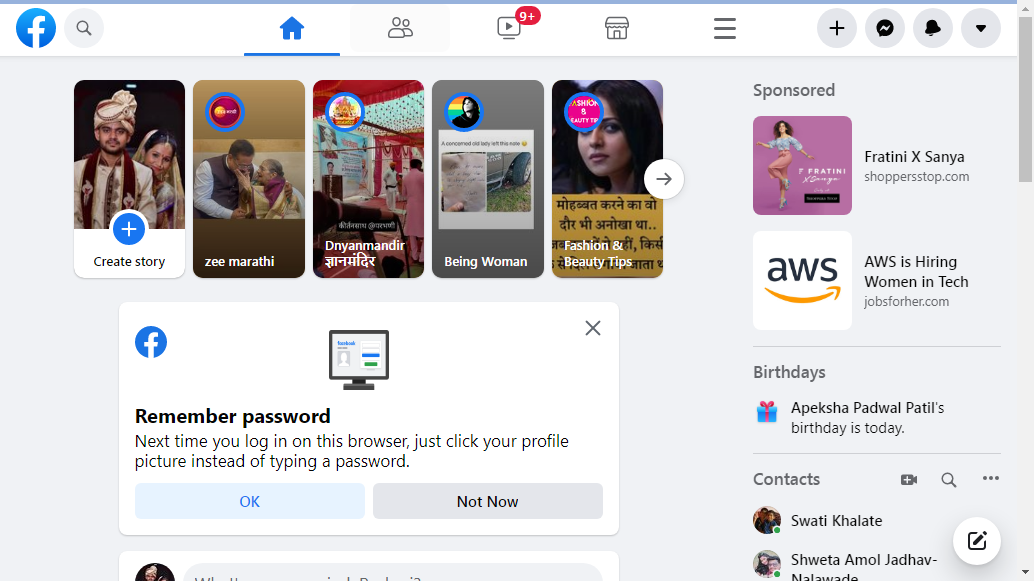 9+
Sponsored
FRATINI
X Sanya
Fratini X Sanya
shoppersstop.com
aws
AWS is Hiring
Women in Tech
jobsforher.com
Create story
zee marathi
कीर्तनसाथ @परभणी
Dnyanmandir
ज्ञानमंदिर
A concerned old lady left this note
Being Woman
FASHION
& BEAUTY TIPS
मोहब्बत करने का वो
दौर भी अनोखा था..
Fashion &
Beauty Tips
Birthdays
Apeksha Padwal Patil's
birthday is today.
facebook
Remember password
Next time you log in on this browser, just click your profile
picture instead of typing a password.
OK
Not Now
Contacts
Swati Khalate
Shweta Amol Jadhav-
Nalawade